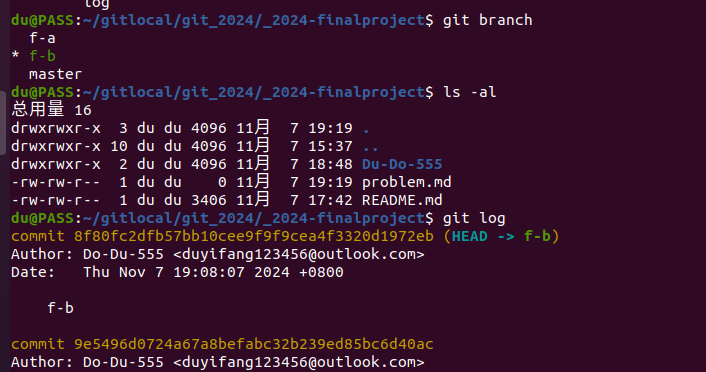 log
du@PASS:~/gitlocal/git_2024/_2024-finalproject$ git branch
  f-a
* f-b
  master
du@PASS:~/gitlocal/git_2024/_2024-finalproject$ ls -al
总用量 16
drwxrwxr-x  3 du du 4096 11月  7 19:19 .
drwxrwxr-x 10 du du 4096 11月  7 15:37 ..
drwxrwxr-x  2 du du 4096 11月  7 18:48 Du-Do-555
-rw-rw-r--  1 du du    0 11月  7 19:19 problem.md
-rw-rw-r--  1 du du 3406 11月  7 17:42 README.md
du@PASS:~/gitlocal/git_2024/_2024-finalproject$ git log
commit 8f80fc2dfb57bb10cee9f9f9cea4f3320d1972eb (HEAD -> f-b)
Author: Do-Du-555 <duyifang123456@outlook.com>
Date:   Thu Nov 7 19:08:07 2024 +0800
    f-b
commit 9e5496d0724a67a8befabc32b239ed85bc6d40ac
Author: Do-Du-555 <duyifang123456@outlook.com>